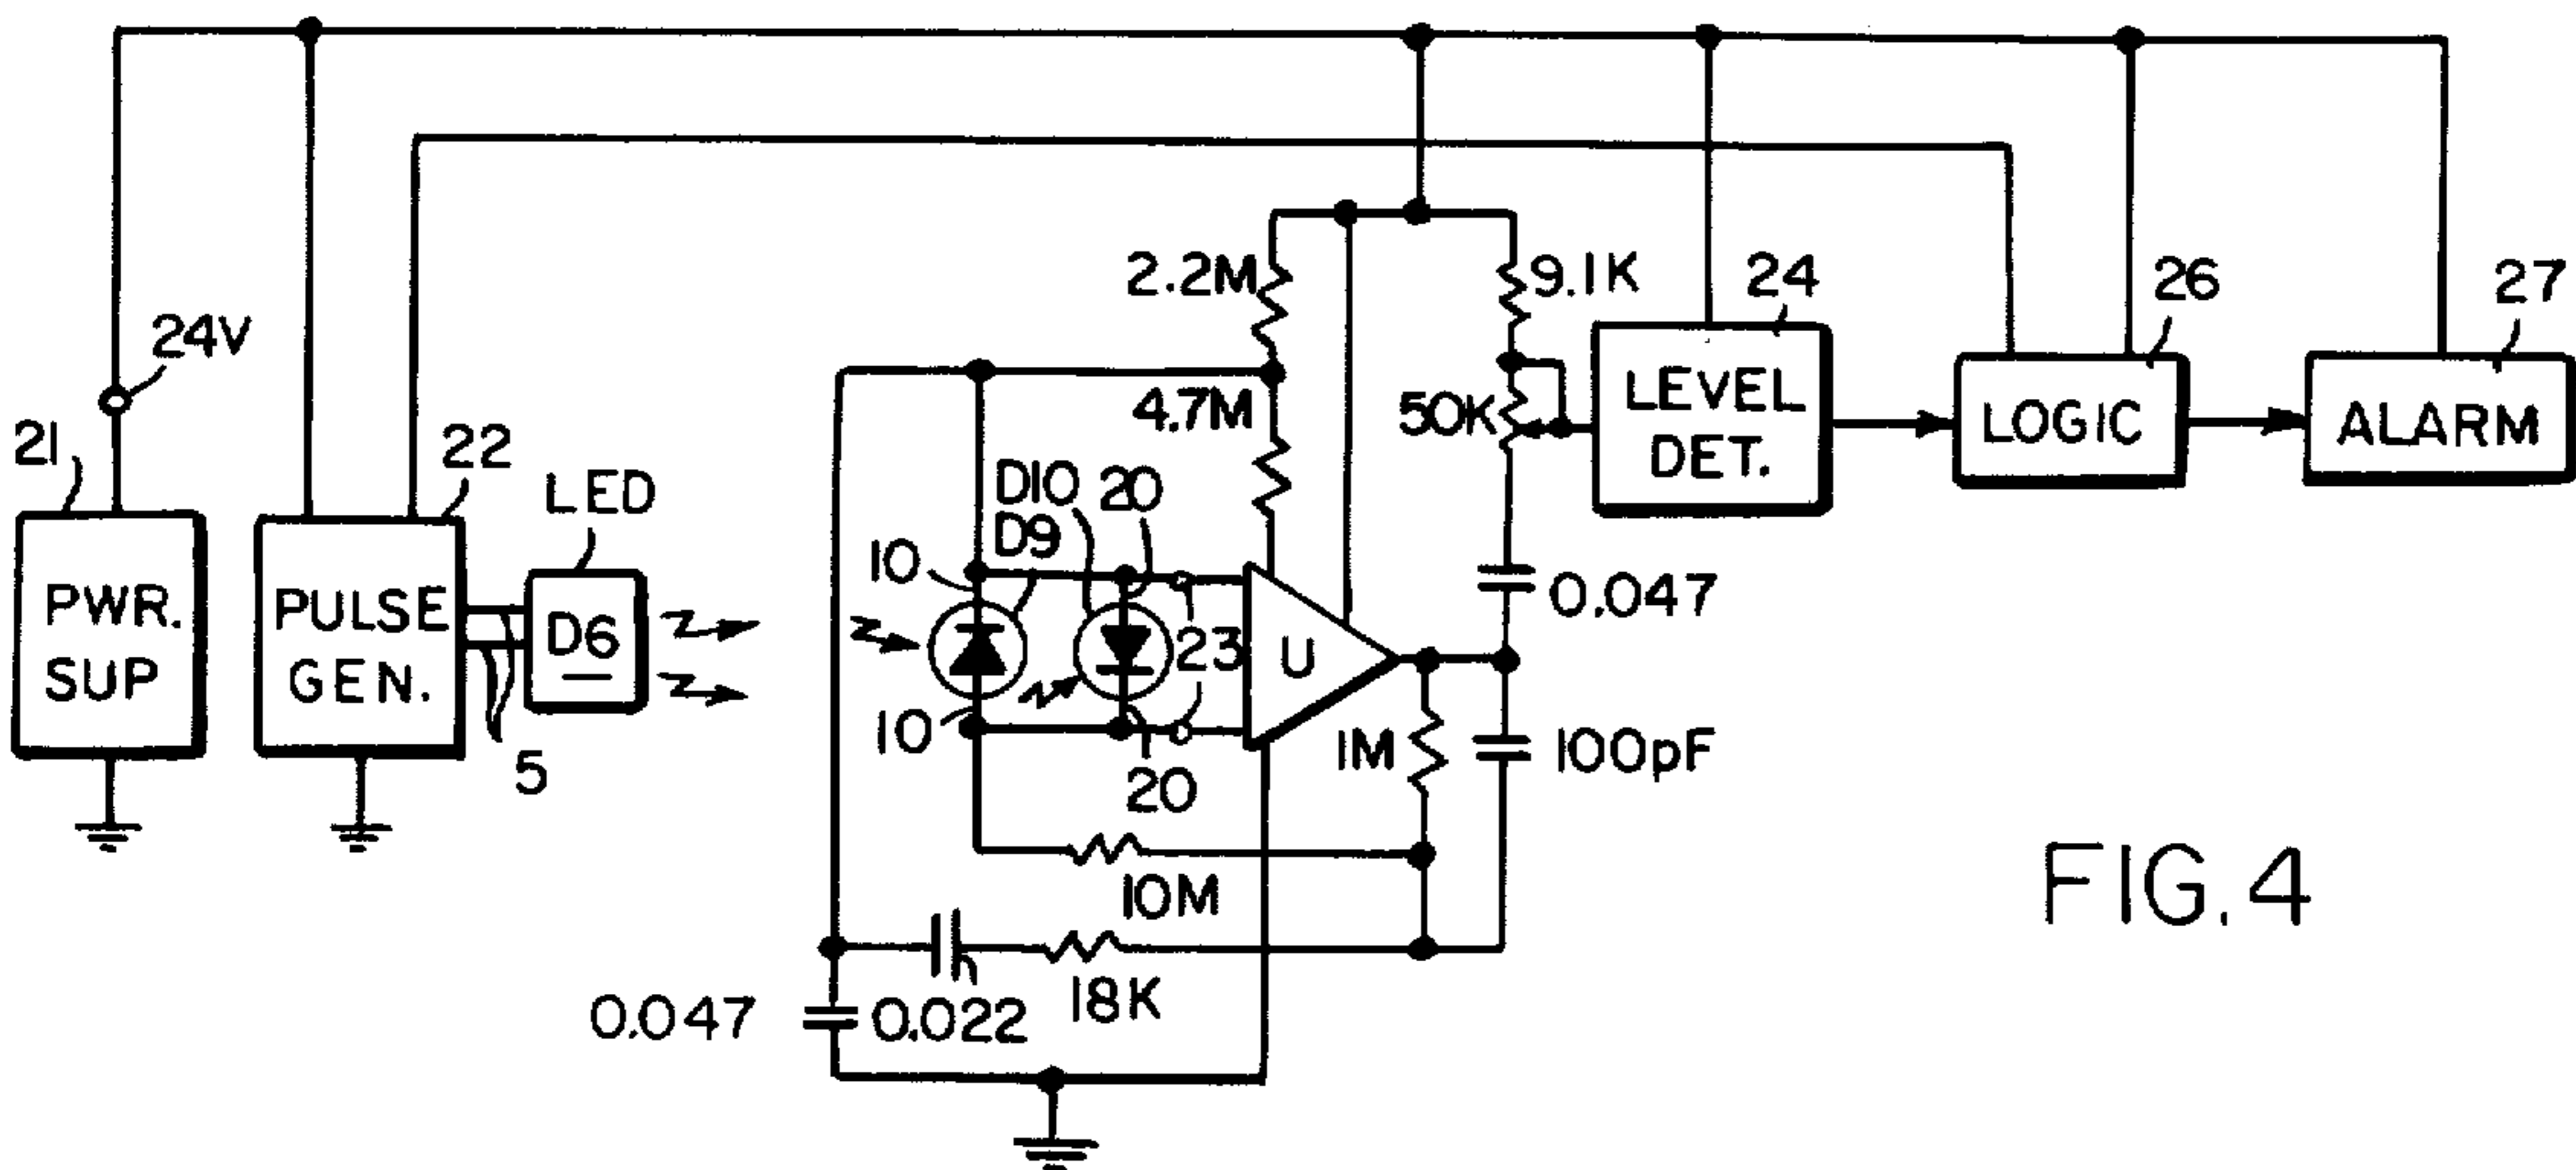 24V
21
PWR.
SUP
22
PULSE
GEN.
5
LED
D6
2.2M
4.7M
9.1K
50K
D10
D9
20
10
10
20
23
U
0.047
1M
100pF
10M
18K
0.022
0.047
24
LEVEL
DET.
26
LOGIC
27
ALARM
FIG.4